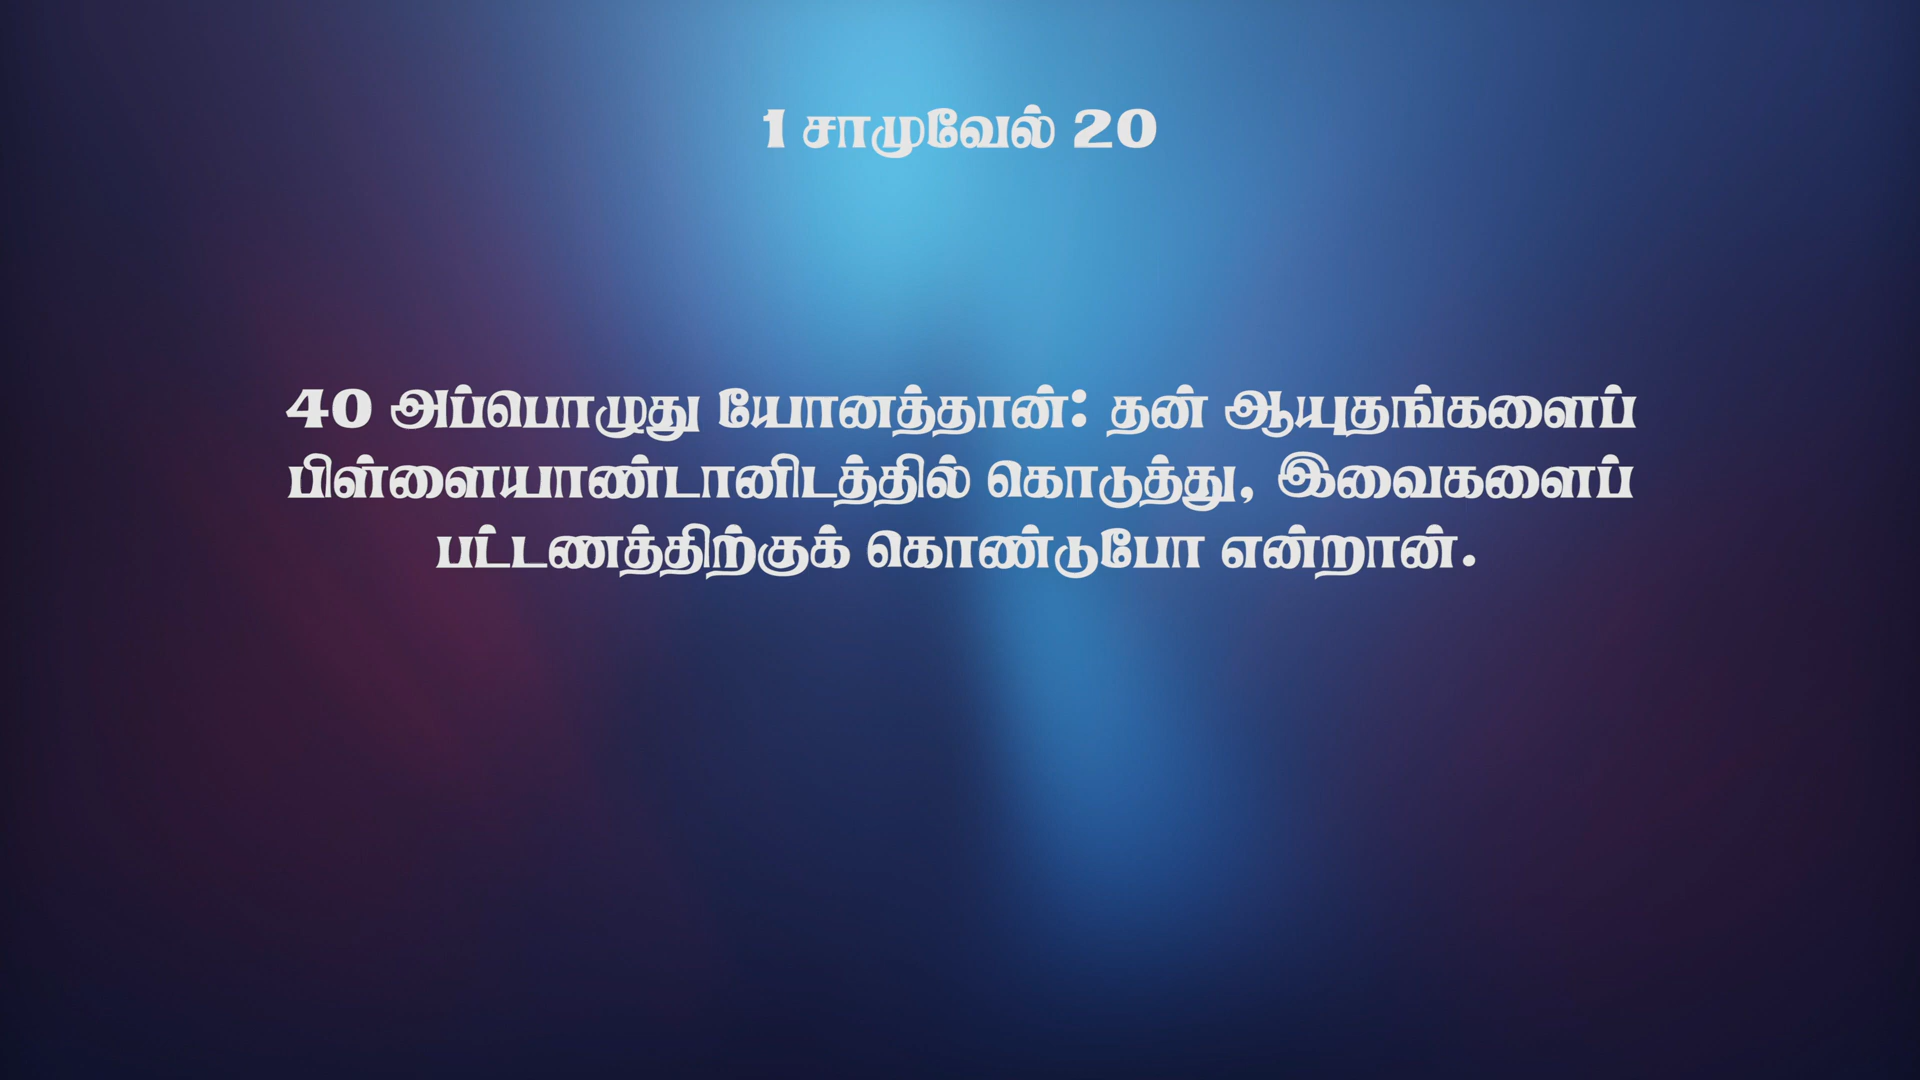 1 சாமுவேல் 20
40 அப்பொழுது யோனத்தான்: தன் ஆயுதங்களைப்
பிள்ளையாண்டானிடத்தில் கொடுத்து, இவைகளைப்
பட்டணத்திற்குக் கொண்டுபோ என்றான்.